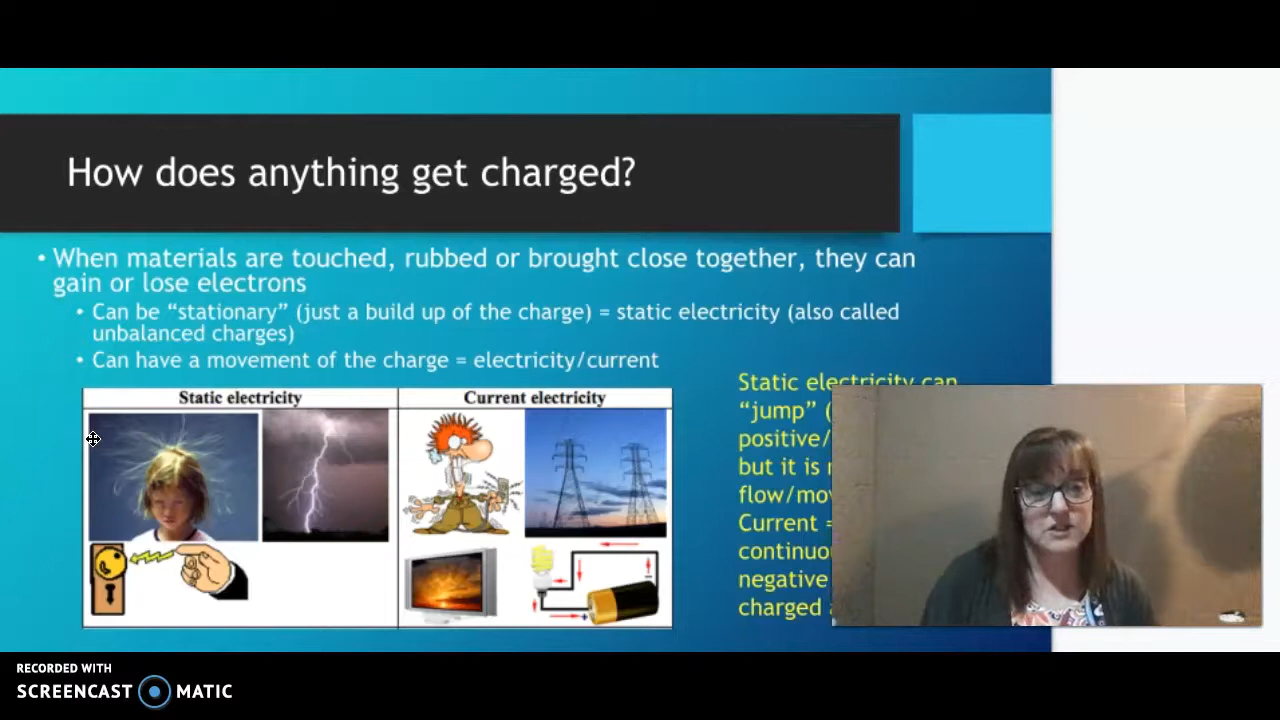 How does anything get charged?
• When materials are touched, rubbed or brought close together, they can
gain or lose electrons
• Can be “stationary” (just a build up of the charge) = static electricity (also called
unbalanced charges)
• Can have a movement of the charge = electricity/current
Static electricity
Current electricity
+
Static electricity can
“jump” (
positive/
but it is
flow/mov
Current =
continuou
negative
charged
RECORDED WITH
SCREENCAST MATIC